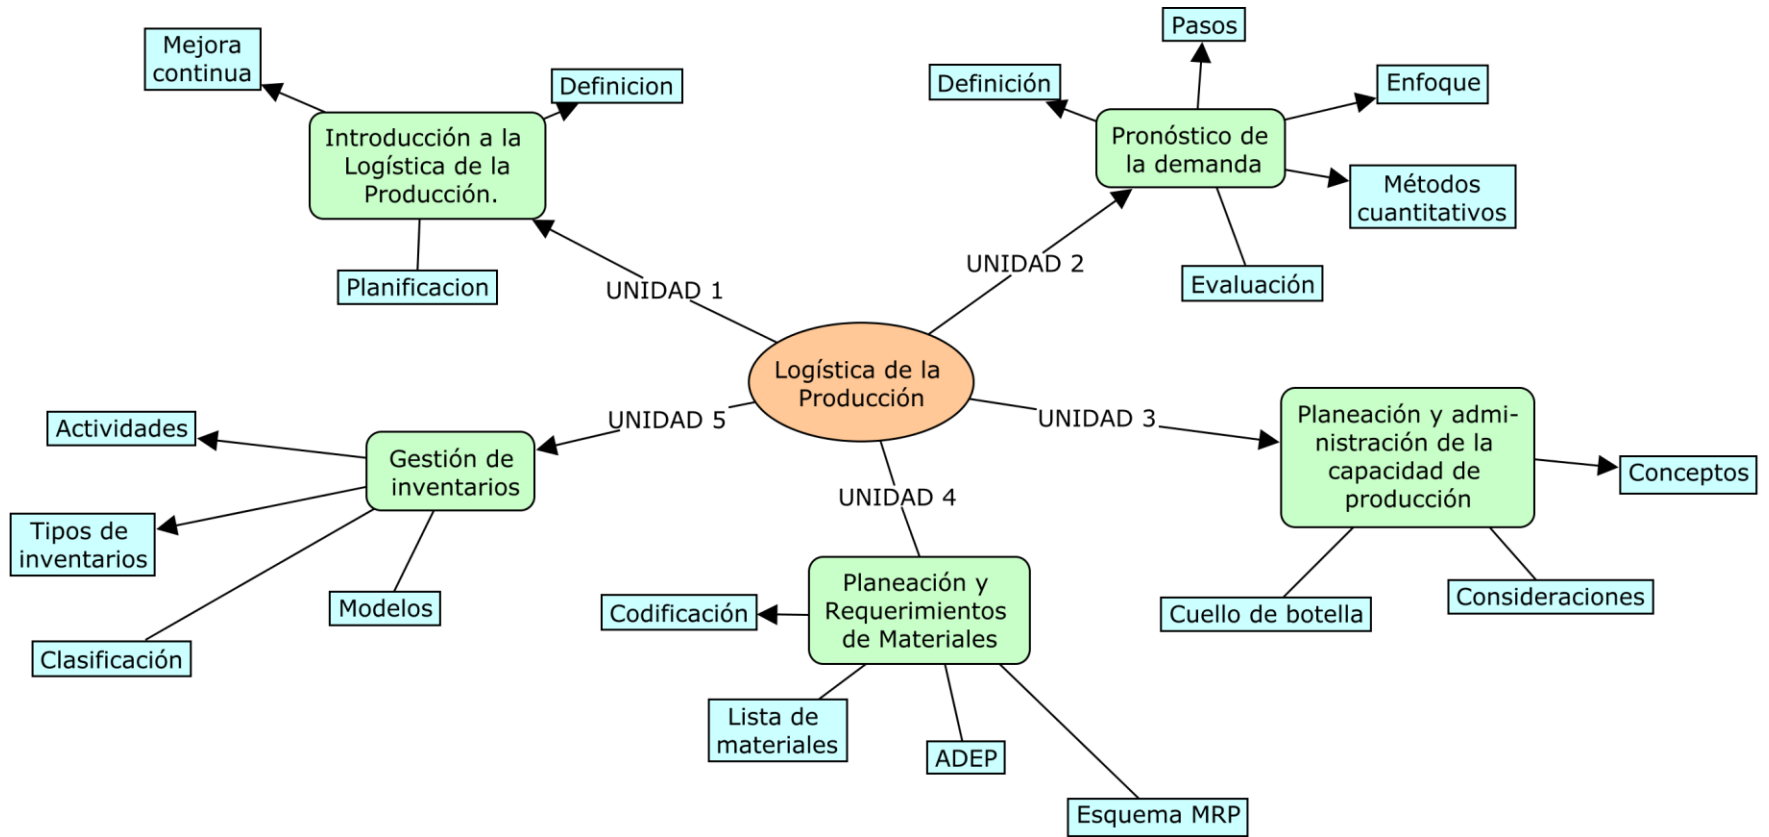 Pasos
Mejora
continua
Definicion
Definición
Enfoque
Introducción a la
Logística de la
Producción.
Pronóstico de
la demanda
Métodos
cuantitativos
Planificacion
UNIDAD 1
UNIDAD 2
Evaluación
Logística de la
Producción
Actividades
UNIDAD 5
UNIDAD 3
Planeación y admi-
nistración de la
capacidad de
producción
Gestión de
inventarios
Conceptos
UNIDAD 4
Tipos de
inventarios
Modelos
Clasificación
Codificación
Planeación y
Requerimientos
de Materiales
Cuello de botella
Consideraciones
Lista de
materiales
ADEP
Esquema MRP